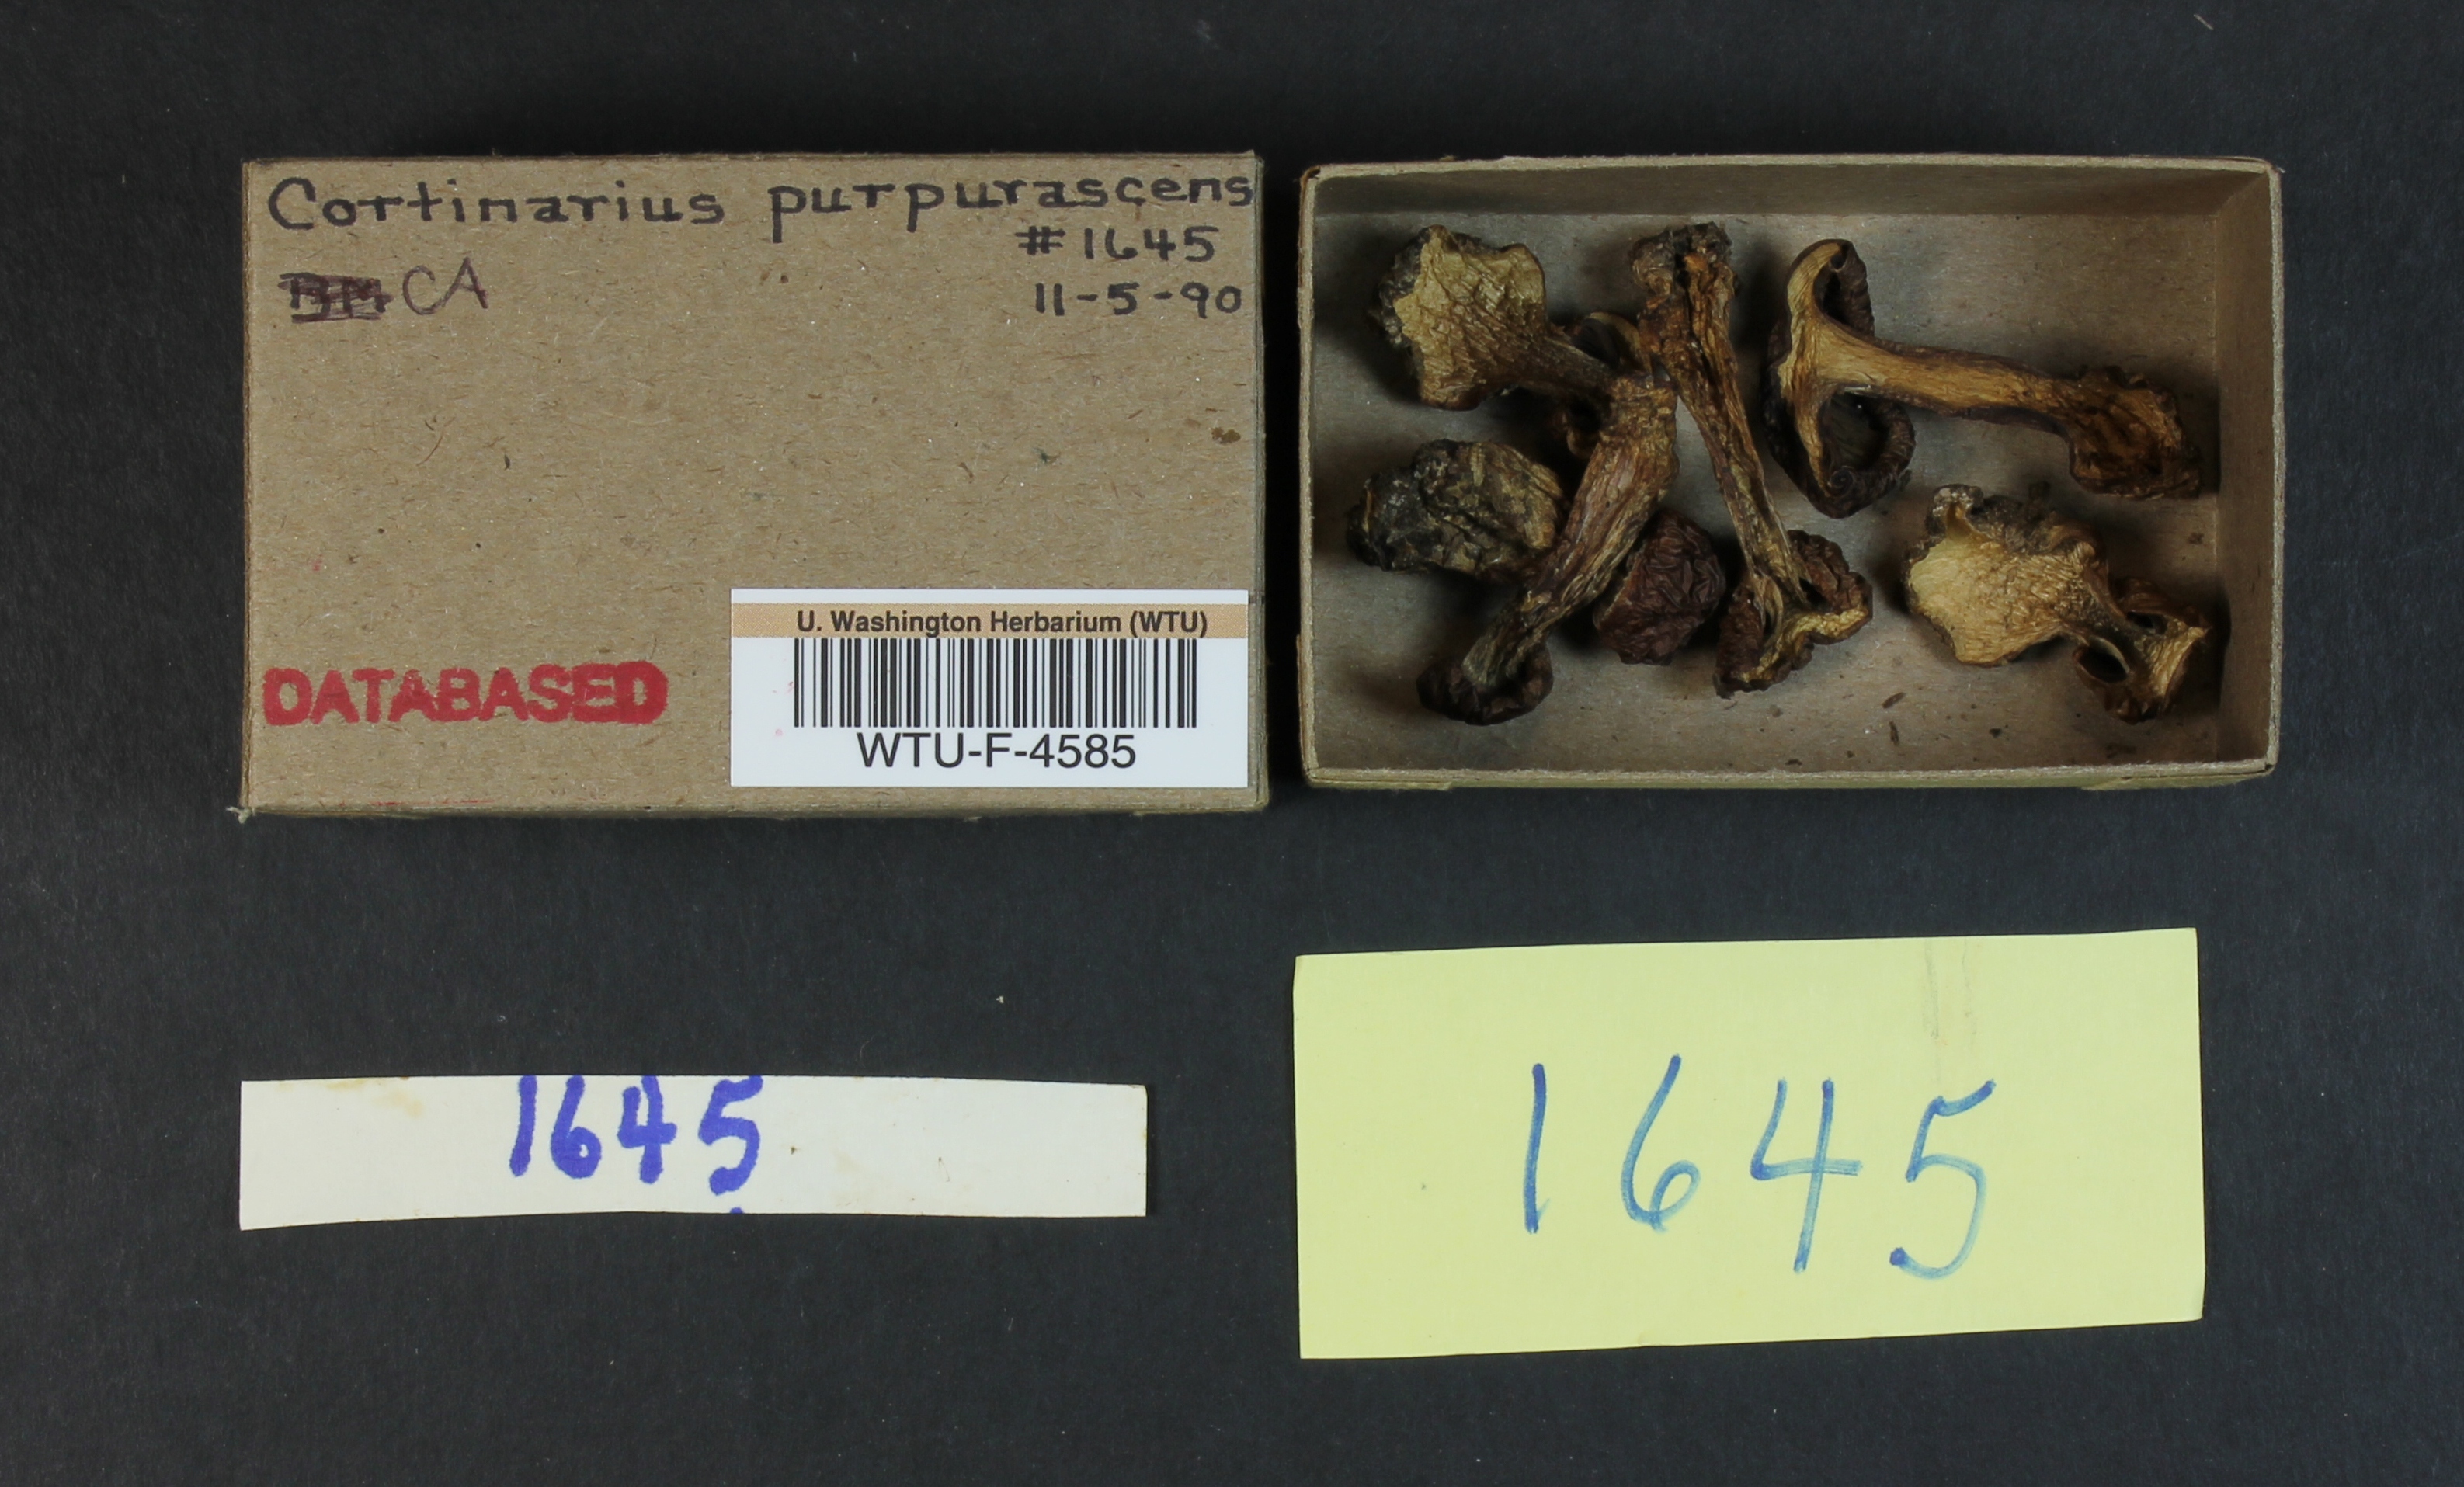 Cortinarius purpurascens
#1645
CA
11-5-90
DATABASED
U. Washington Herbarium (WTU)
WTU-F-4585
1645
1645